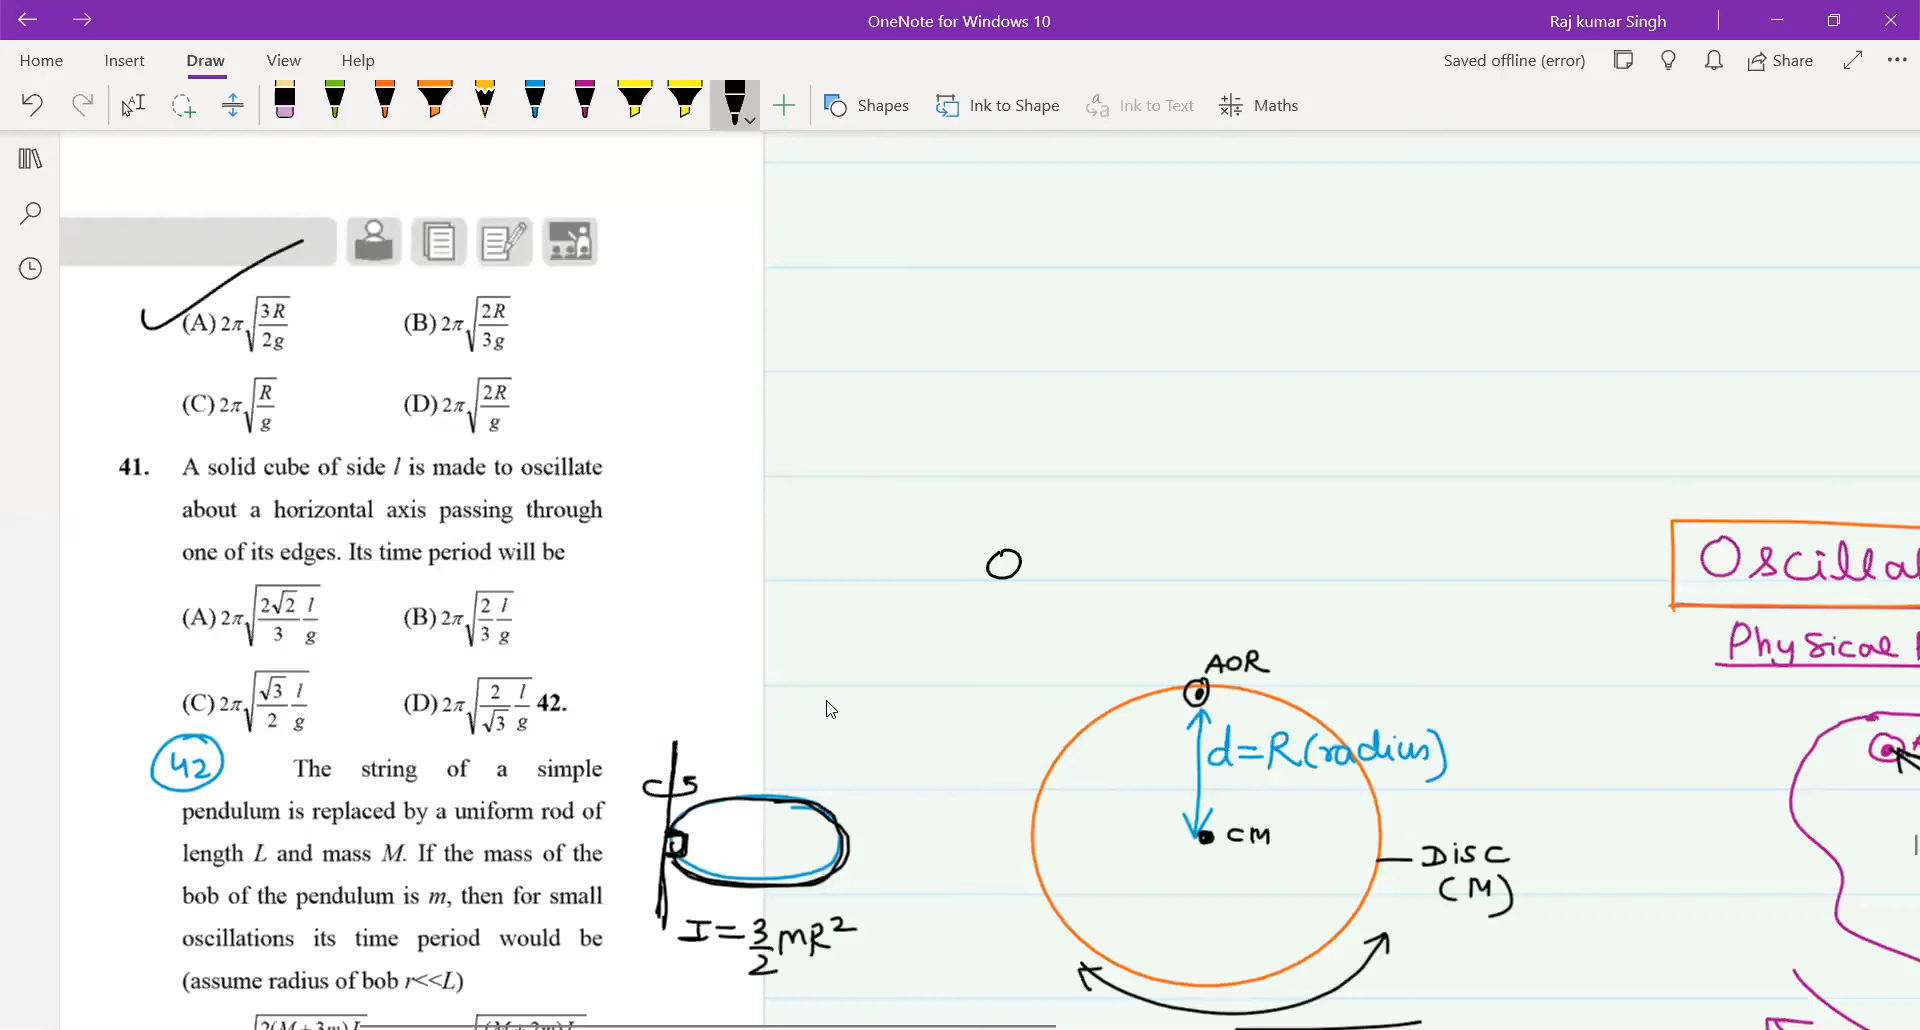 OneNote for Windows 10
Raj kumar Singh
Home Insert Draw View Help
Saved offline (error)
Share
Shapes
Ink to Shape
Ink to Text
Maths
(A) 2π√(3R/2g) (B) 2π√(2R/3g)
(C) 2π√(R/g) (D) 2π√(2R/g)
41. A solid cube of side l is made to oscillate
about a horizontal axis passing through
one of its edges. Its time period will be
(A) 2π√(2√2/3 l/g) (B) 2π√(2/3 l/g)
(C) 2π√(√3/2 l/g) (D) 2π√(2/√3 l/g) 42.
42 The string of a simple
pendulum is replaced by a uniform rod of
length L and mass M. If the mass of the
bob of the pendulum is m, then for small
oscillations its time period would be
(assume radius of bob r<<L)
I = 3/2 MR²
AOR
d=R(radius)
CM
DISC
(M)
Oscilla
Physical